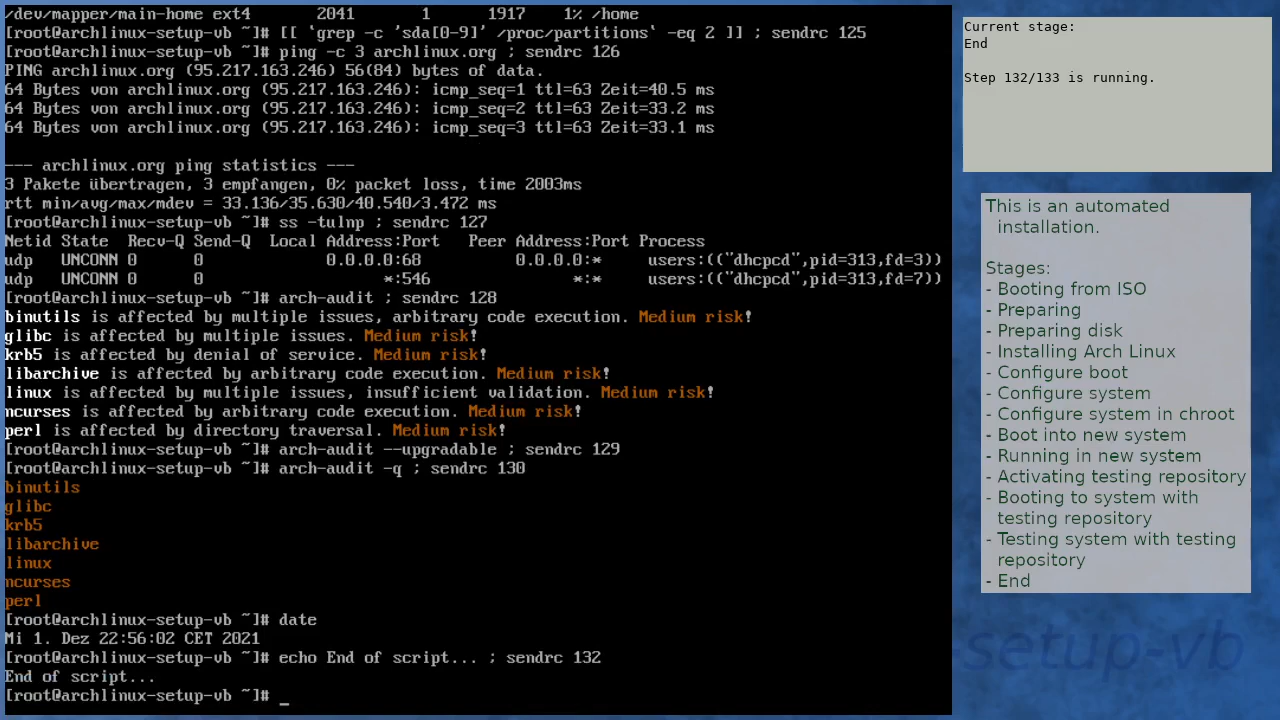 /dev/mapper/main-home ext4       2041       1      1917    1% /home
[root@archlinux-setup-vb ~]# [[ `grep -c 'sda[0-9]' /proc/partitions` -eq 2 ]] ; sendrc 125
[root@archlinux-setup-vb ~]# ping -c 3 archlinux.org ; sendrc 126
PING archlinux.org (95.217.163.246) 56(84) bytes of data.
64 Bytes von archlinux.org (95.217.163.246): icmp_seq=1 ttl=63 Zeit=40.5 ms
64 Bytes von archlinux.org (95.217.163.246): icmp_seq=2 ttl=63 Zeit=33.2 ms
64 Bytes von archlinux.org (95.217.163.246): icmp_seq=3 ttl=63 Zeit=33.1 ms
--- archlinux.org ping statistics ---
3 Pakete übertragen, 3 empfangen, 0% packet loss, time 2003ms
rtt min/avg/max/mdev = 33.136/35.630/40.540/3.472 ms
[root@archlinux-setup-vb ~]# ss -tulnp ; sendrc 127
Netid State  Recv-Q Send-Q  Local Address:Port   Peer Address:Port Process
udp   UNCONN 0      0             0.0.0.0:68          0.0.0.0:*     users:(("dhcpcd",pid=313,fd=3))
udp   UNCONN 0      0                   *:546               *:*     users:(("dhcpcd",pid=313,fd=7))
[root@archlinux-setup-vb ~]# arch-audit ; sendrc 128
binutils is affected by multiple issues, arbitrary code execution. Medium risk!
glibc is affected by multiple issues. Medium risk!
krb5 is affected by denial of service. Medium risk!
libarchive is affected by arbitrary code execution. Medium risk!
linux is affected by multiple issues, insufficient validation. Medium risk!
ncurses is affected by arbitrary code execution. Medium risk!
perl is affected by directory traversal. Medium risk!
[root@archlinux-setup-vb ~]# arch-audit --upgradable ; sendrc 129
[root@archlinux-setup-vb ~]# arch-audit -q ; sendrc 130
binutils
glibc
krb5
libarchive
linux
ncurses
perl
[root@archlinux-setup-vb ~]# date
Mi 1. Dez 22:56:02 CET 2021
[root@archlinux-setup-vb ~]# echo End of script... ; sendrc 132
End of script...
[root@archlinux-setup-vb ~]# _
Current stage:
End
Step 132/133 is running.
This is an automated
installation.
Stages:
- Booting from ISO
- Preparing
- Preparing disk
- Installing Arch Linux
- Configure boot
- Configure system
- Configure system in chroot
- Boot into new system
- Running in new system
- Activating testing repository
- Booting to system with
testing repository
- Testing system with testing
repository
- End
setup-vb